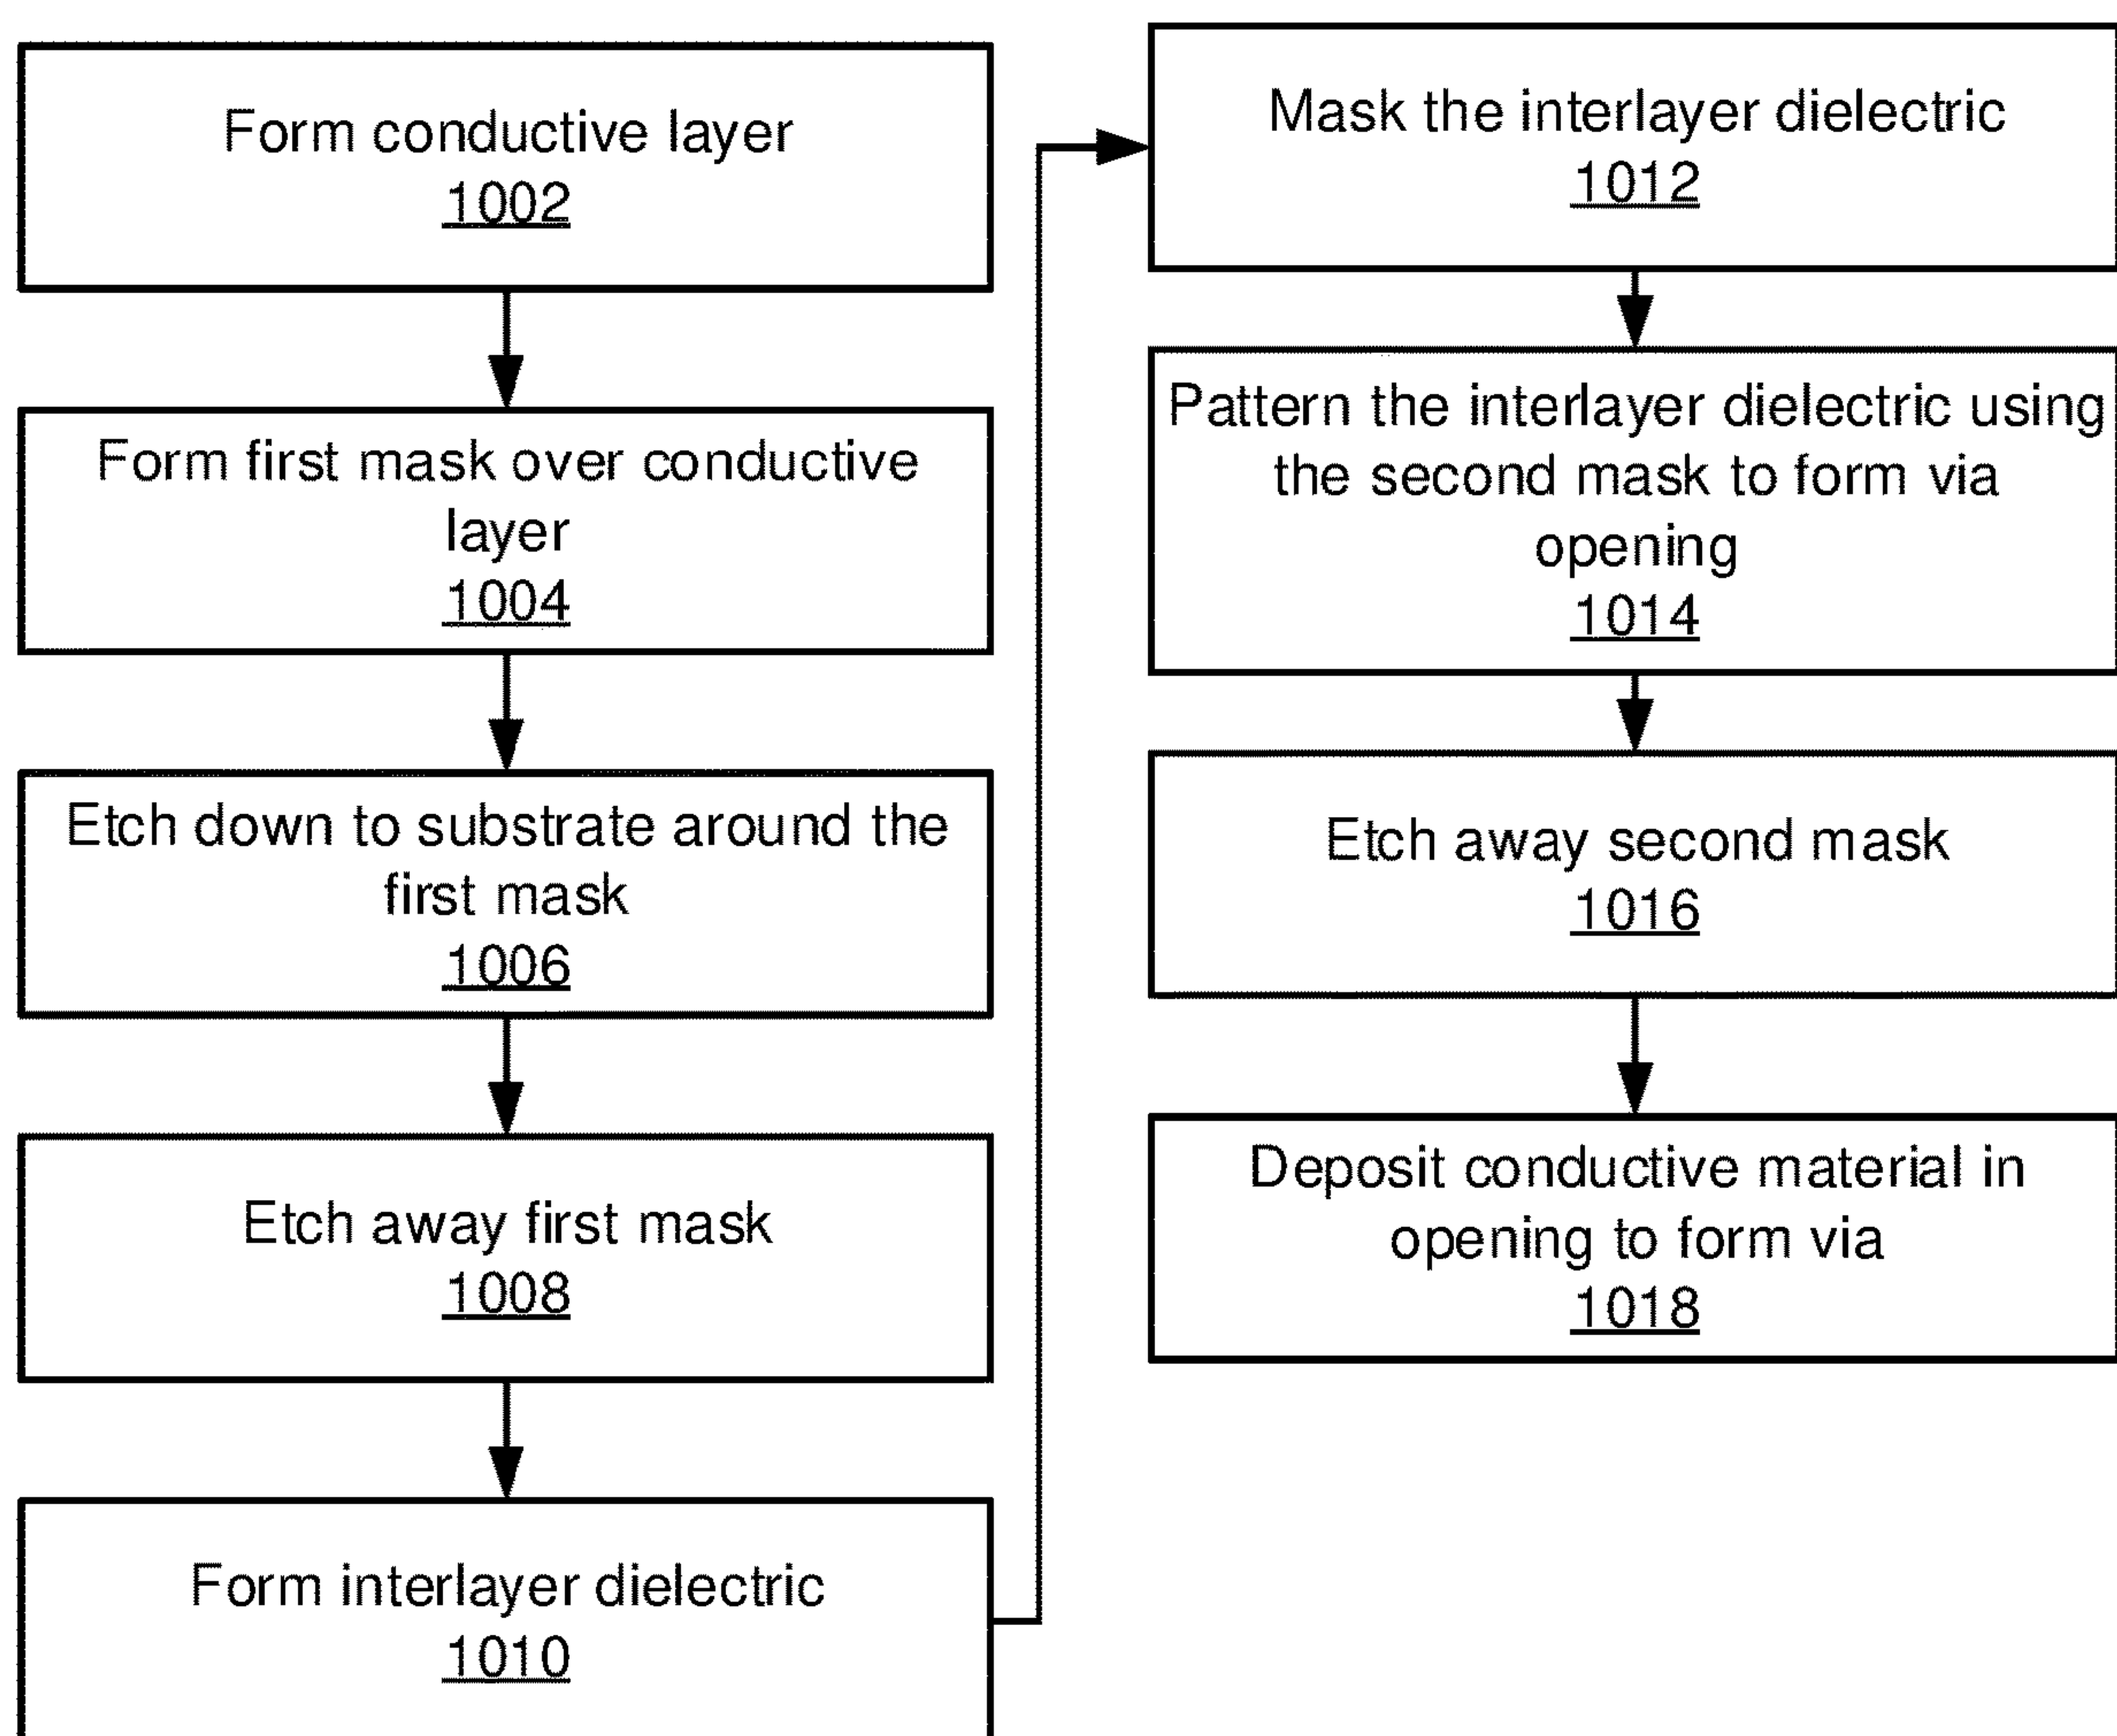 Form conductive layer
1002
Form first mask over conductive
layer
1004
Etch down to substrate around the
first mask
1006
Etch away first mask
1008
Form interlayer dielectric
1010
Mask the interlayer dielectric
1012
Pattern the interlayer dielectric using
the second mask to form via
opening
1014
Etch away second mask
1016
Deposit conductive material in
opening to form via
1018